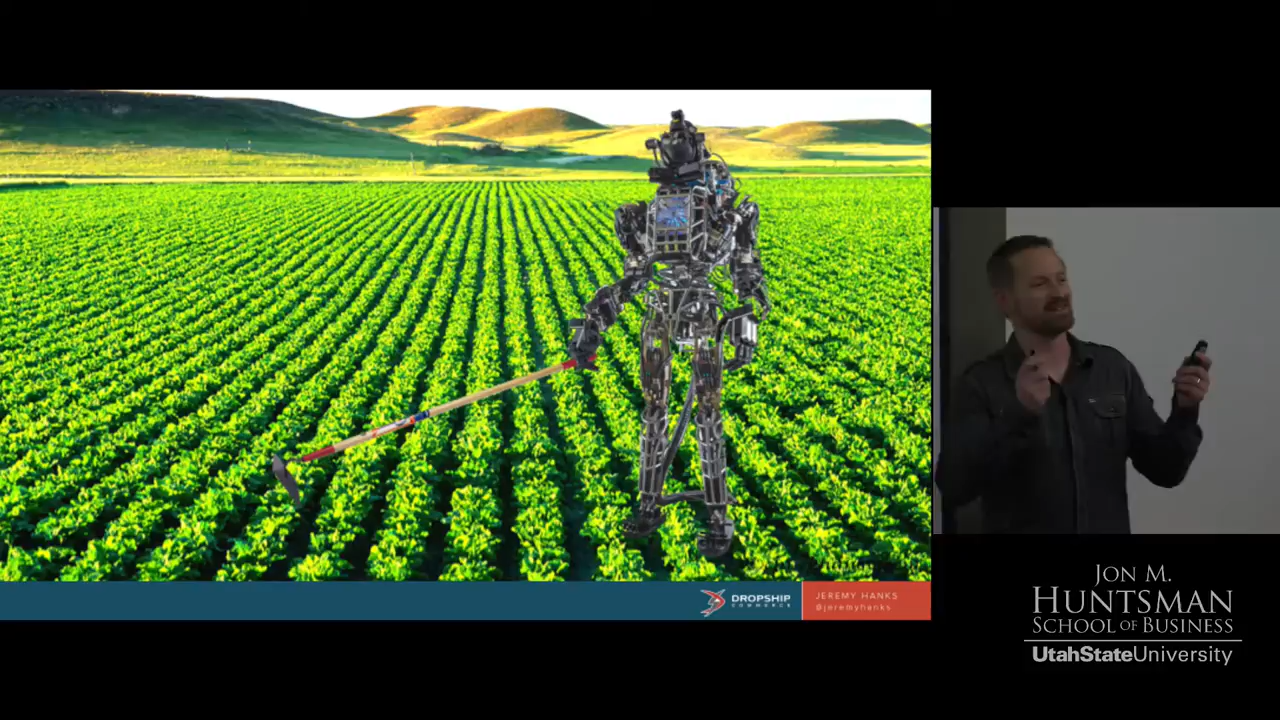 DROPSHIP
COMMERCE
JEREMY HANKS
@jeremyhanks
JON M.
HUNTSMAN
SCHOOL OF BUSINESS
UtahStateUniversity